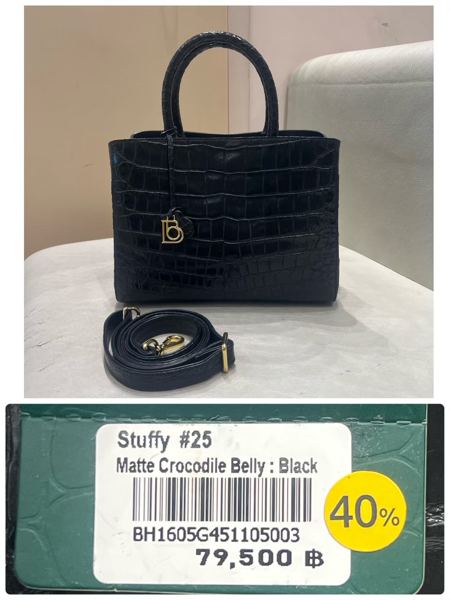 B
Stuffy #25
Matte Crocodile Belly : Black
BH1605G451105003
40%
79,500 ฿